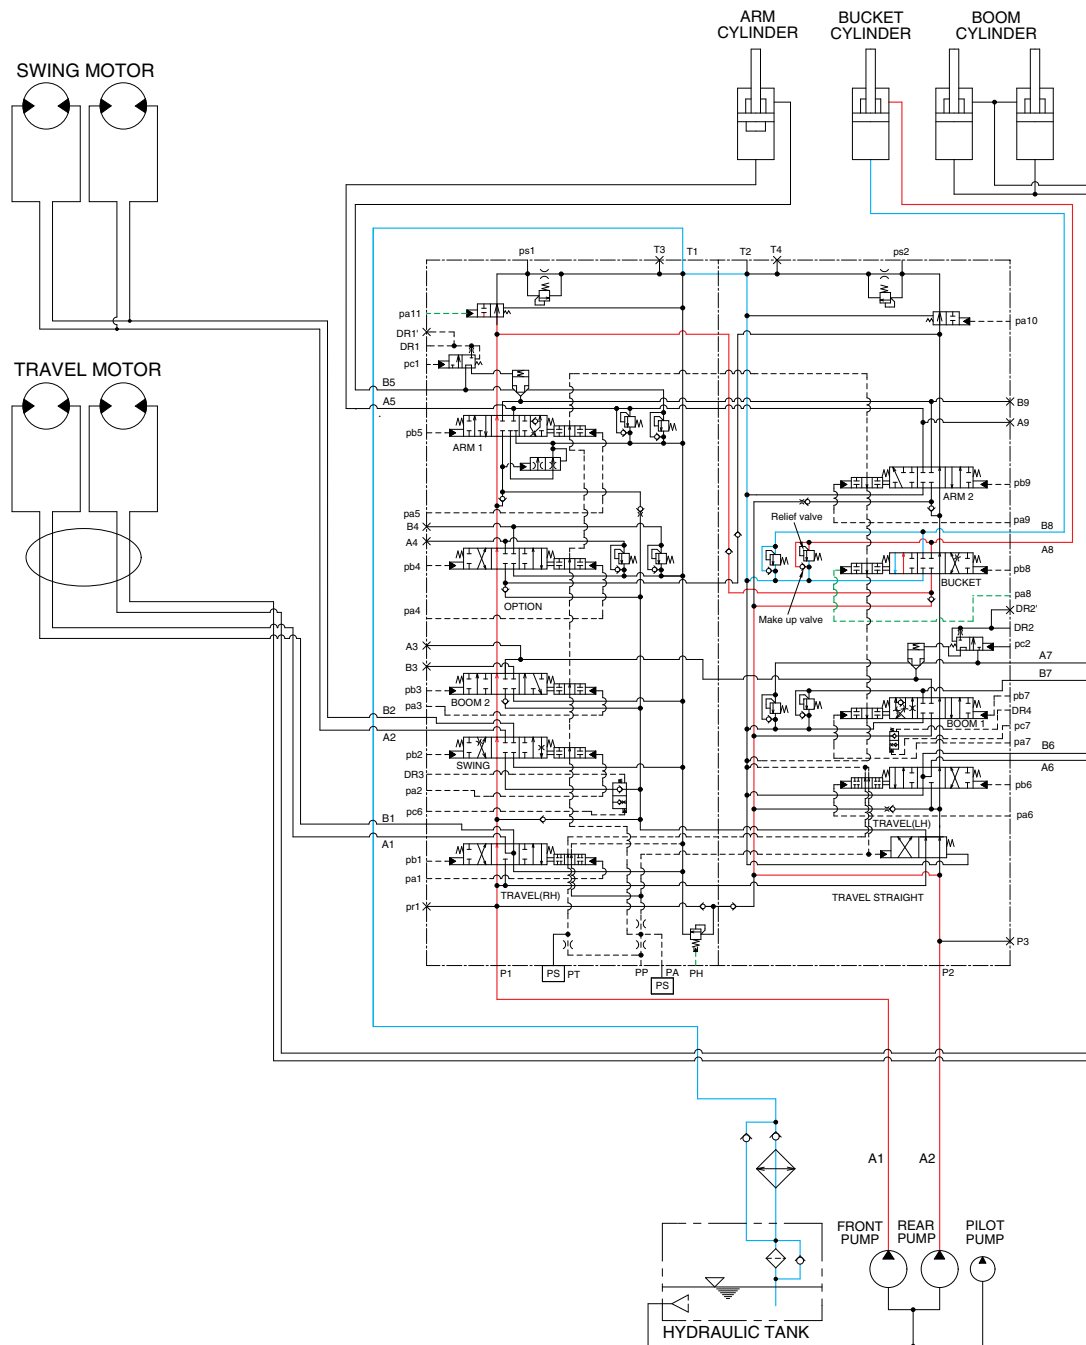 ARM
CYLINDER
BUCKET
CYLINDER
BOOM
CYLINDER
SWING MOTOR
TRAVEL MOTOR
ps1
T3
T1
T2
T4
ps2
pa11
pa10
DR1'
DR1
pc1
B5
A5
B9
A9
pb5
ARM 1
pb9
ARM 2
pa5
pa9
B4
Relief valve
B8
A4
A8
pb4
pb8
OPTION
BUCKET
pa8
pa4
Make up valve
DR2'
DR2
A3
pc2
B3
A7
B7
pb3
BOOM 2
pb7
pa3
DR4
B2
BOOM 1
pc7
A2
pa7
pb2
SWING
B6
DR3
A6
pa2
pb6
pc6
pa6
B1
TRAVEL(LH)
A1
pb1
pa1
TRAVEL(RH)
TRAVEL STRAIGHT
pr1
P3
P1
PS
PT
PP
PA
PH
P2
PS
A1
A2
FRONT
PUMP
REAR
PUMP
PILOT
PUMP
HYDRAULIC TANK